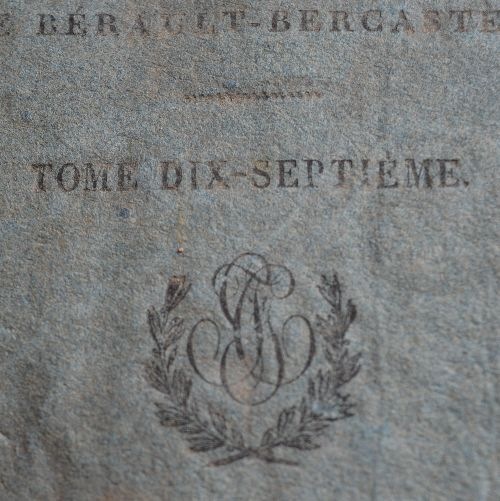 BÉRAULT-BERCASTE
TOME DIX-SEPTIÈME.